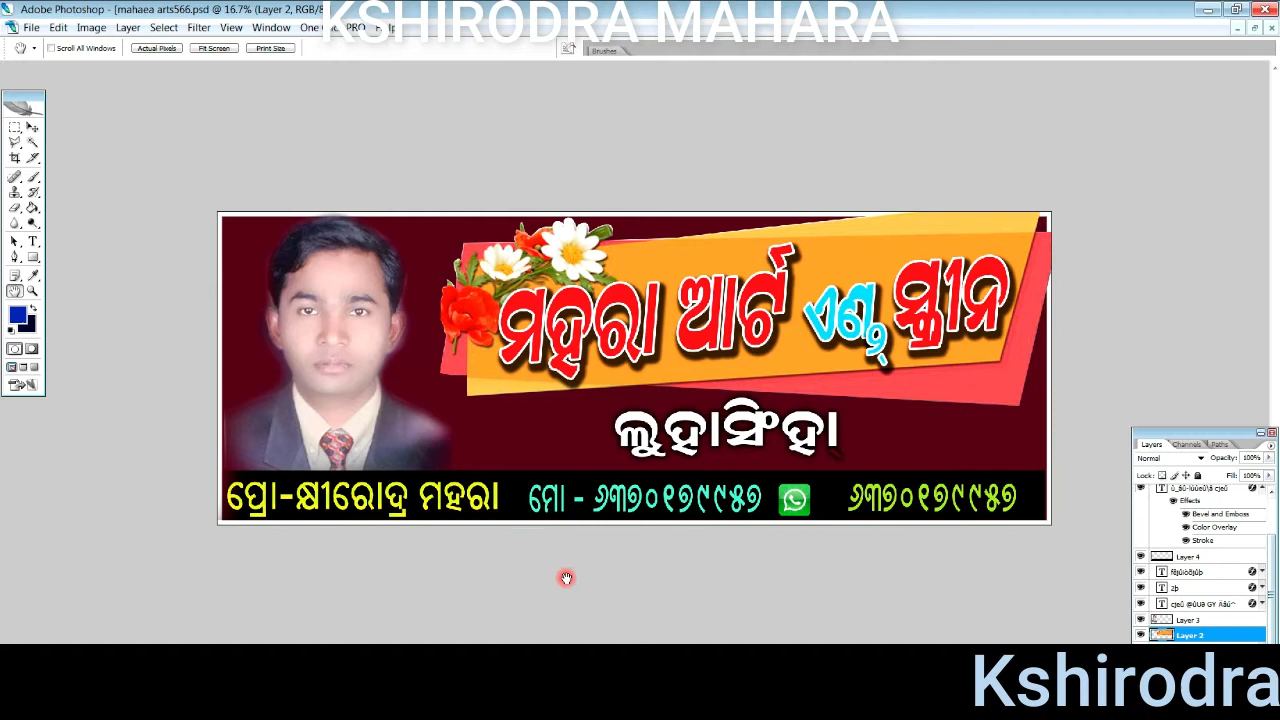 Adobe Photoshop - [mahaea arts566.psd @ 16.7% (Layer 2, RGB/8
KSHIRODRA MAHARA
File Edit Image Layer Select Filter View Window
Scroll All Windows Actual Pixels Fit Screen Print Size
Brushes
ମହରା ଆର୍ଟ ଏଣ୍ଡ ସ୍କ୍ରୀନ
ଲୁହାସିଂହା
ପ୍ରୋ-କ୍ଷୀରୋଦ୍ର ମହରା ମୋ - ୬୩୭୦୧୭୯୯୫୭ ୬୩୭୦୧୭୯୯୫୭
Layers Channels Paths
Normal Opacity: 100%
Lock: Fill: 100%
Effects
Bevel and Emboss
Color Overlay
Stroke
Layer 4
Layer 3
Layer 2
Kshirodra